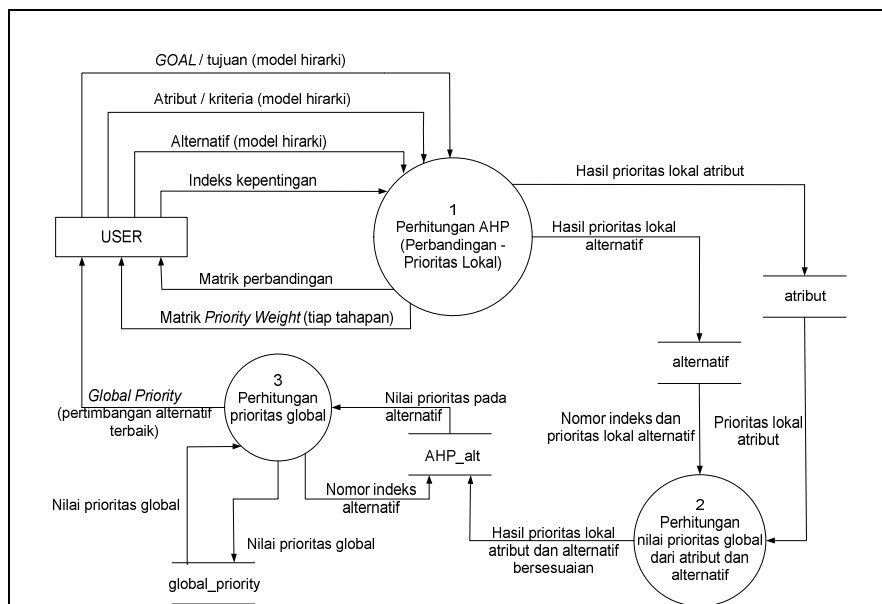 GOAL / tujuan (model hirarki)
Atribut / kriteria (model hirarki)
Alternatif (model hirarki)
Indeks kepentingan
USER
Matrik perbandingan
Matrik Priority Weight (tiap tahapan)
1
Perhitungan AHP
(Perbandingan -
Prioritas Lokal)
Hasil prioritas lokal atribut
Hasil prioritas lokal
alternatif
atribut
alternatif
Nomor indeks dan
prioritas lokal alternatif
Prioritas lokal
atribut
2
Perhitungan
nilai prioritas global
dari atribut dan
alternatif
Hasil prioritas lokal
atribut dan alternatif
bersesuaian
AHP_alt
Nilai prioritas pada
alternatif
Nomor indeks
alternatif
3
Perhitungan
prioritas global
Global Priority
(pertimbangan alternatif
terbaik)
Nilai prioritas global
Nilai prioritas global
global_priority